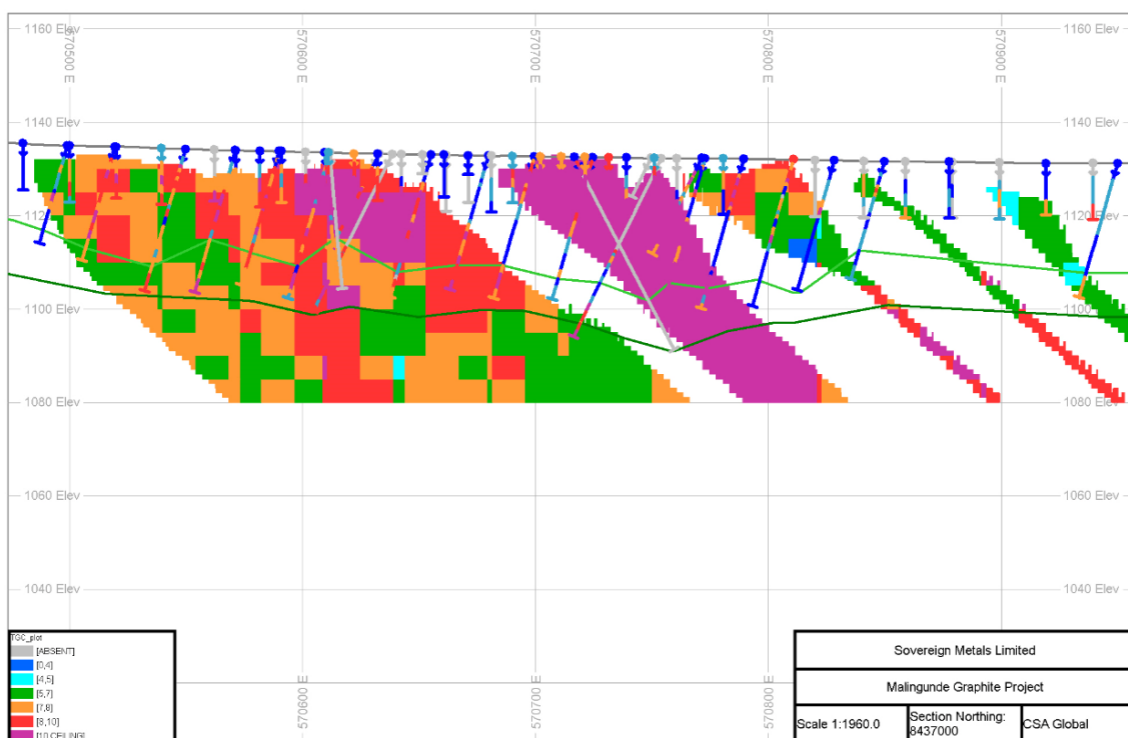 1160 Elev
570500 E
570600 E
570700 E
570800 E
570900 E
1160 Elev
1140 Elev
1140 Elev
1120 Elev
1120 Elev
1100 Elev
1100 Elev
1080 Elev
1080 Elev
1060 Elev
1060 Elev
1040 Elev
1040 Elev
TGC_plot
[ABSENT]
[0,4]
[4,5]
[5,7]
[7,8]
[8,10]
[10,CEILING]
570600 E
570700 E
570800 E
Sovereign Metals Limited
Malingunde Graphite Project
Scale 1:1960.0
Section Northing:
8437000
CSA Global